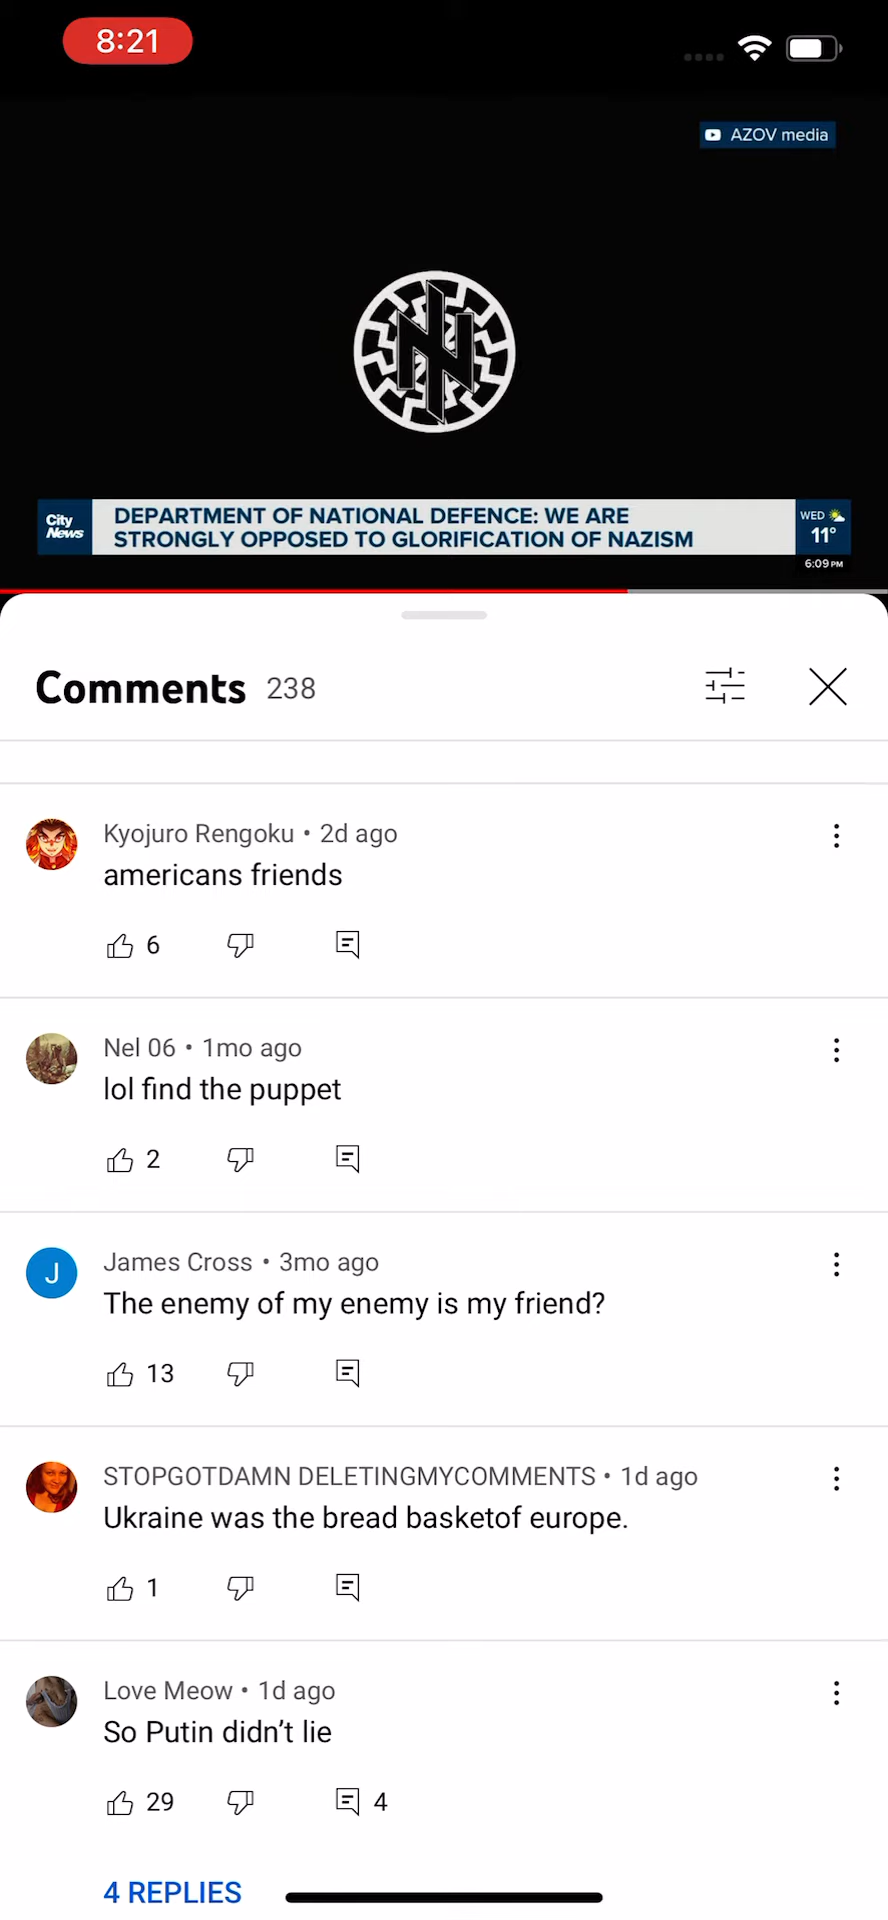 8:21
AZOV media
City
News
DEPARTMENT OF NATIONAL DEFENCE: WE ARE
STRONGLY OPPOSED TO GLORIFICATION OF NAZISM
WED
11°
6:09 PM
Comments 238
Kyojuro Rengoku • 2d ago
americans friends
6
Nel 06 • 1mo ago
lol find the puppet
2
J
James Cross • 3mo ago
The enemy of my enemy is my friend?
13
STOPGOTDAMN DELETINGMYCOMMENTS • 1d ago
Ukraine was the bread basketof europe.
1
Love Meow • 1d ago
So Putin didn’t lie
29 4
4 REPLIES